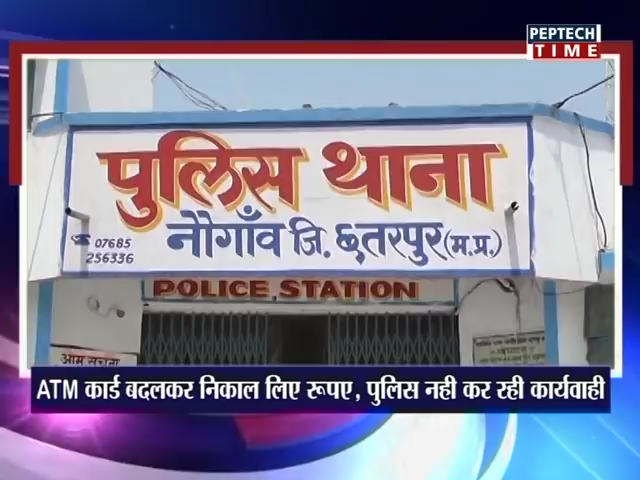 PEPTECH
TIME
पुलिस थाना
नौगाँव जि. छतरपुर (म.प्र.)
07685
256336
POLICE STATION
आम सूचना
ATM कार्ड बदलकर निकाल लिए रूपए, पुलिस नही कर रही कार्यवाही